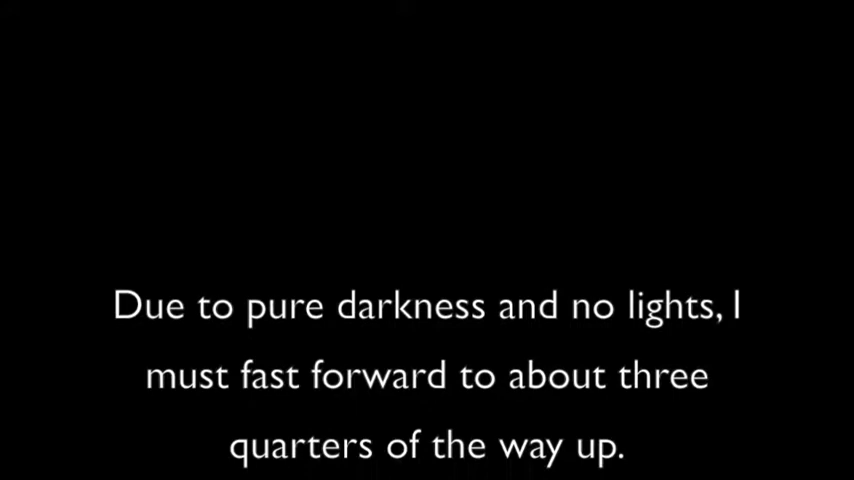 Due to pure darkness and no lights, I
must fast forward to about three
quarters of the way up.